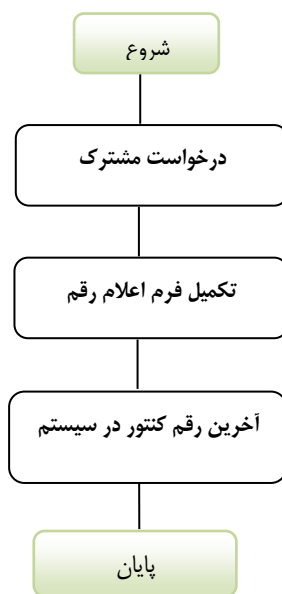 شروع
درخواست مشترک
تکمیل فرم اعلام رقم
آخرین رقم کنتور در سیستم
پایان